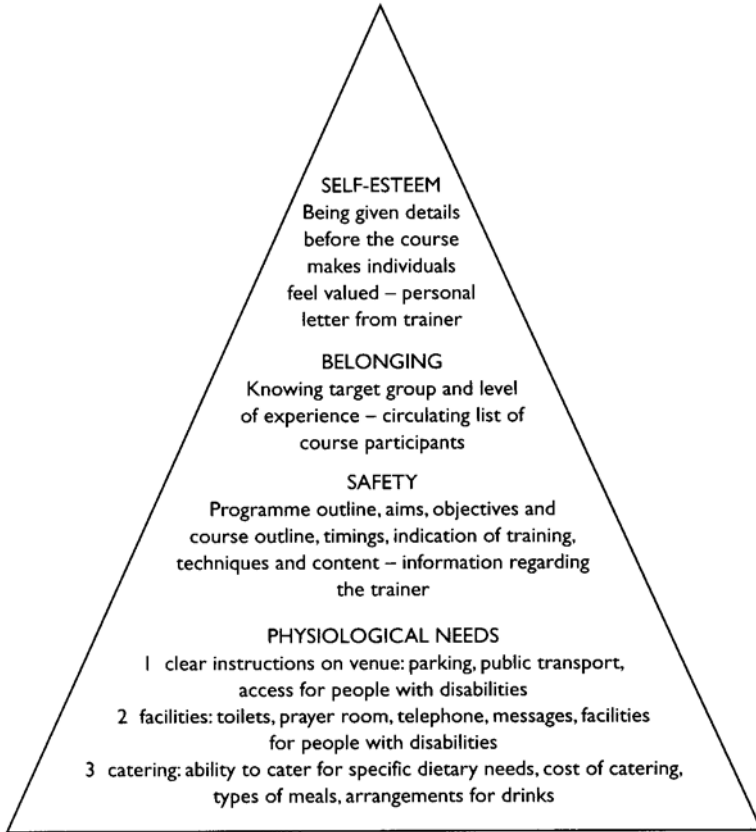 SELF-ESTEEM
Being given details
before the course
makes individuals
feel valued – personal
letter from trainer
BELONGING
Knowing target group and level
of experience – circulating list of
course participants
SAFETY
Programme outline, aims, objectives and
course outline, timings, indication of training,
techniques and content – information regarding
the trainer
PHYSIOLOGICAL NEEDS
1 clear instructions on venue: parking, public transport,
access for people with disabilities
2 facilities: toilets, prayer room, telephone, messages, facilities
for people with disabilities
3 catering: ability to cater for specific dietary needs, cost of catering,
types of meals, arrangements for drinks